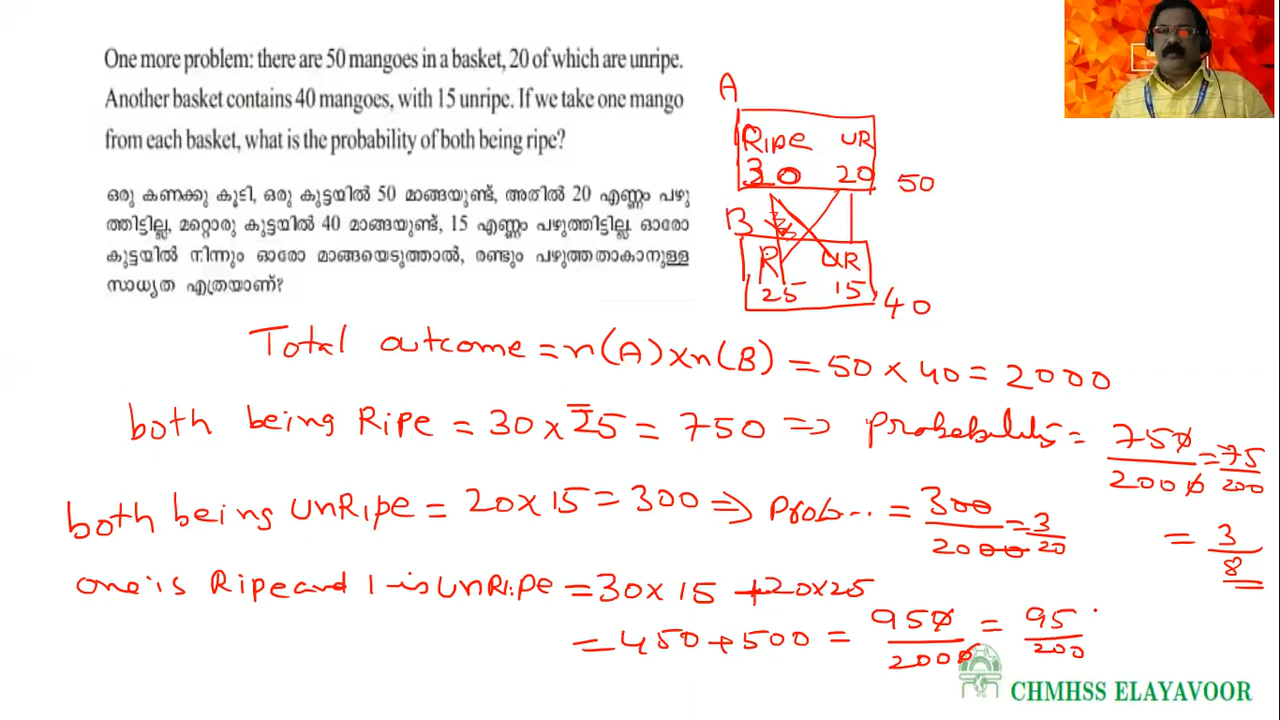 One more problem: there are 50 mangoes in a basket, 20 of which are unripe.
Another basket contains 40 mangoes, with 15 unripe. If we take one mango
from each basket, what is the probability of both being ripe?
ഒരു കണക്കു കൂടി, ഒരു കുട്ടയിൽ 50 മാങ്ങയുണ്ട്, അതിൽ 20 എണ്ണം പഴു
ത്തിട്ടില്ല, മറ്റൊരു കുട്ടയിൽ 40 മാങ്ങയുണ്ട്, 15 എണ്ണം പഴുത്തിട്ടില്ല. ഓരോ
കുട്ടയിൽ നിന്നും ഓരോ മാങ്ങയെടുത്താൽ, രണ്ടും പഴുത്തതാകാനുള്ള
സാധ്യത എത്രയാണ്?
A
Ripe UR
30 20 50
B
R UR
25 15 40
Total outcome = n(A) x n(B) = 50 x 40 = 2000
both being Ripe = 30 x 25 = 750 => Probebility = 750/2000 = 75/200
= 3/8
both being unRipe = 20 x 15 = 300 => Prob.. = 300/2000 = 3/20
one is Ripe and 1 is UnRipe = 30 x 15 + 20 x 25
= 450 + 500 = 950/2000 = 95/200
CHMHSS ELAYAVOOR